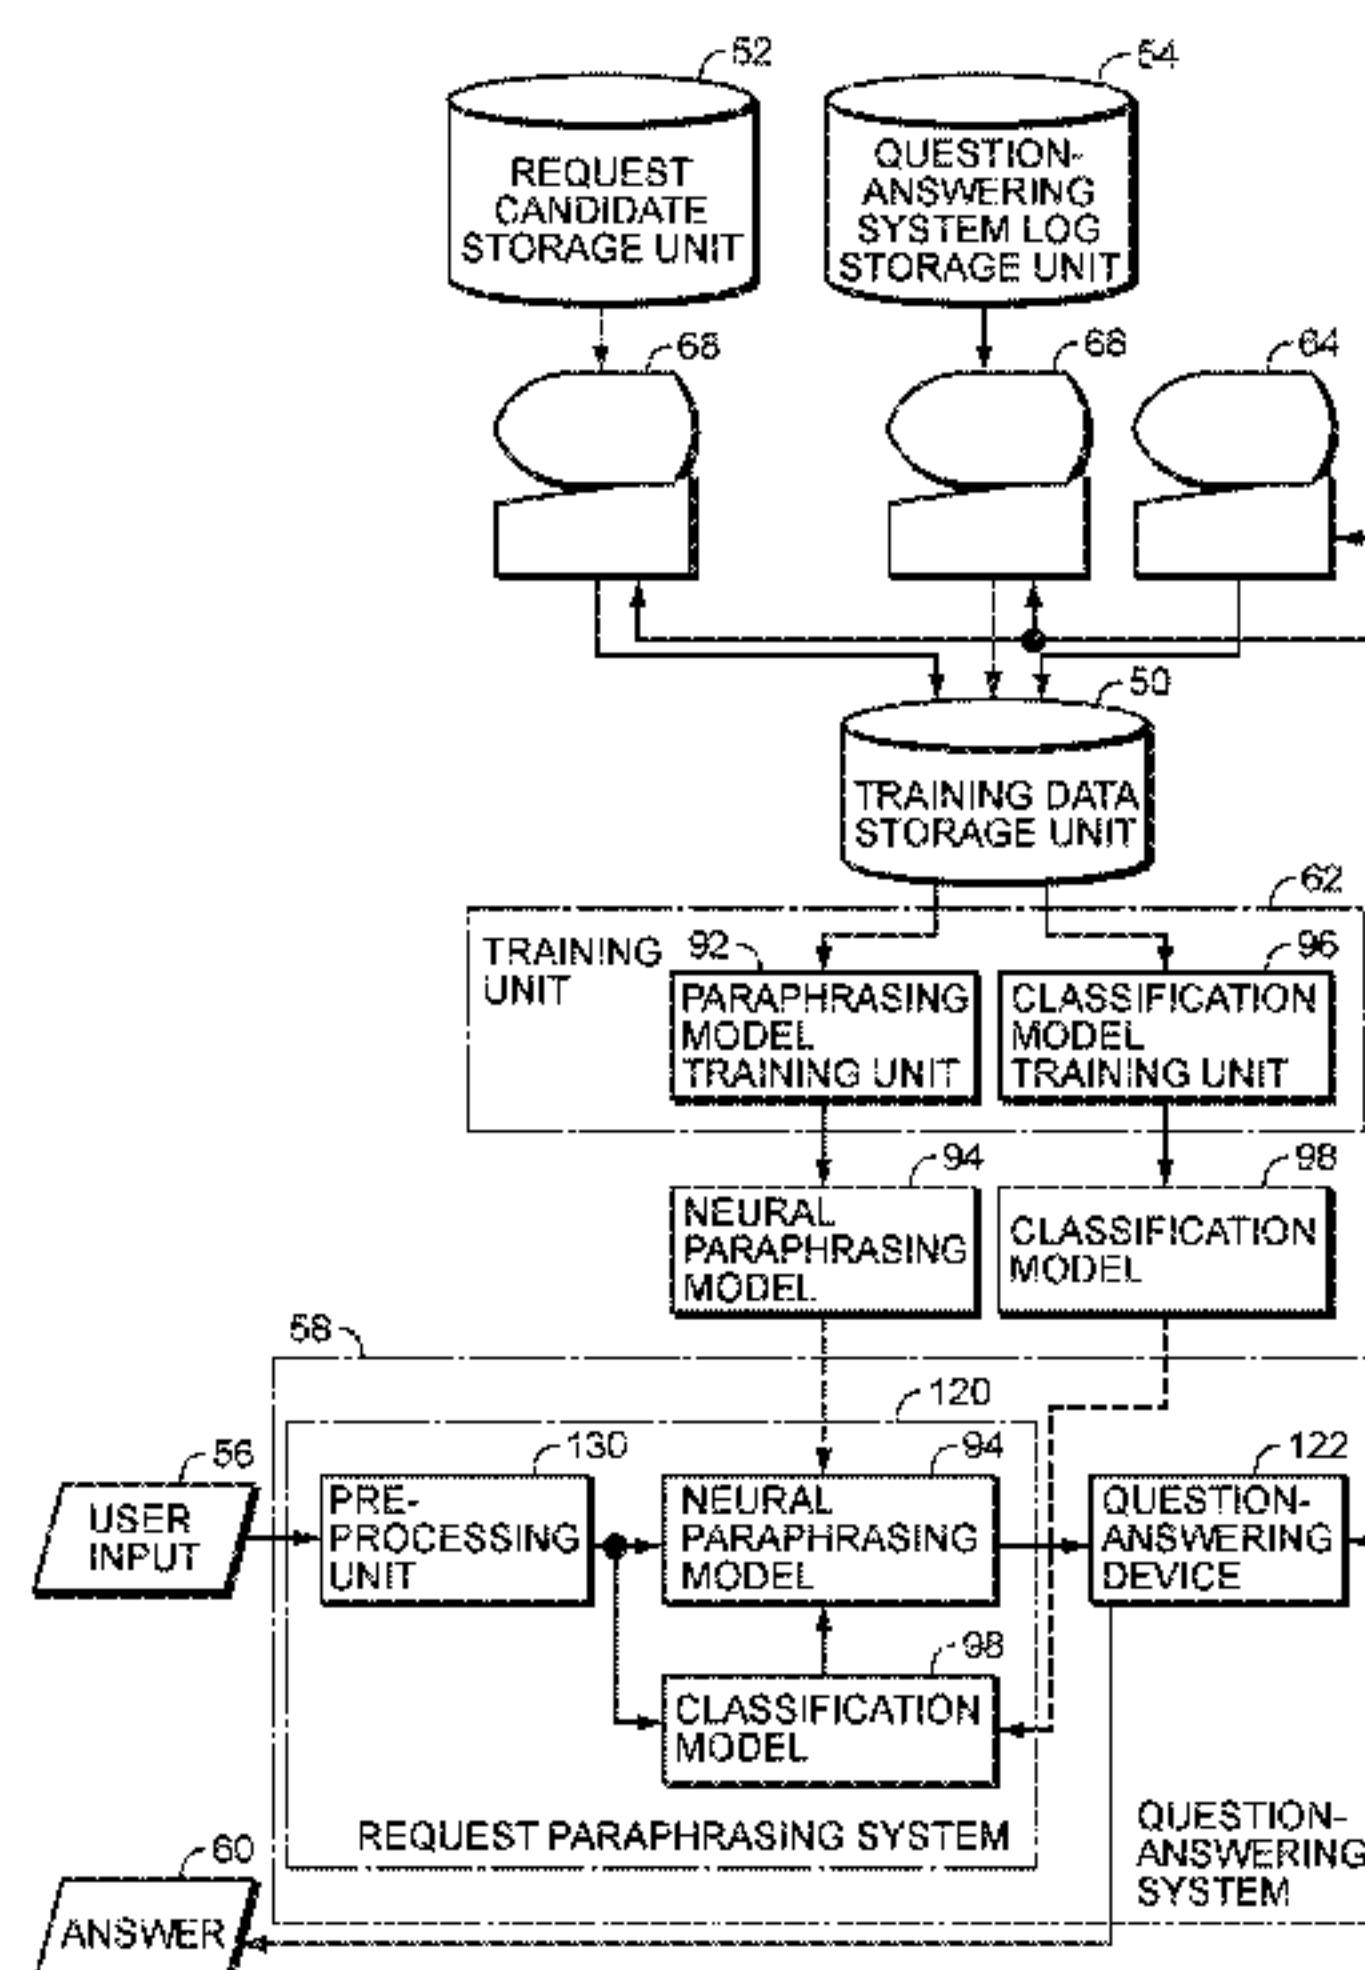 52
54
REQUEST
CANDIDATE
STORAGE UNIT
QUESTION-
ANSWERING
SYSTEM LOG
STORAGE UNIT
68
66
64
50
TRAINING DATA
STORAGE UNIT
62
TRAINING
UNIT
92
PARAPHRASING
MODEL
TRAINING UNIT
96
CLASSIFICATION
MODEL
TRAINING UNIT
94
NEURAL
PARAPHRASING
MODEL
98
CLASSIFICATION
MODEL
58
120
56
USER
INPUT
130
PRE-
PROCESSING
UNIT
94
NEURAL
PARAPHRASING
MODEL
122
QUESTION-
ANSWERING
DEVICE
98
CLASSIFICATION
MODEL
REQUEST PARAPHRASING SYSTEM
QUESTION-
ANSWERING
SYSTEM
60
ANSWER